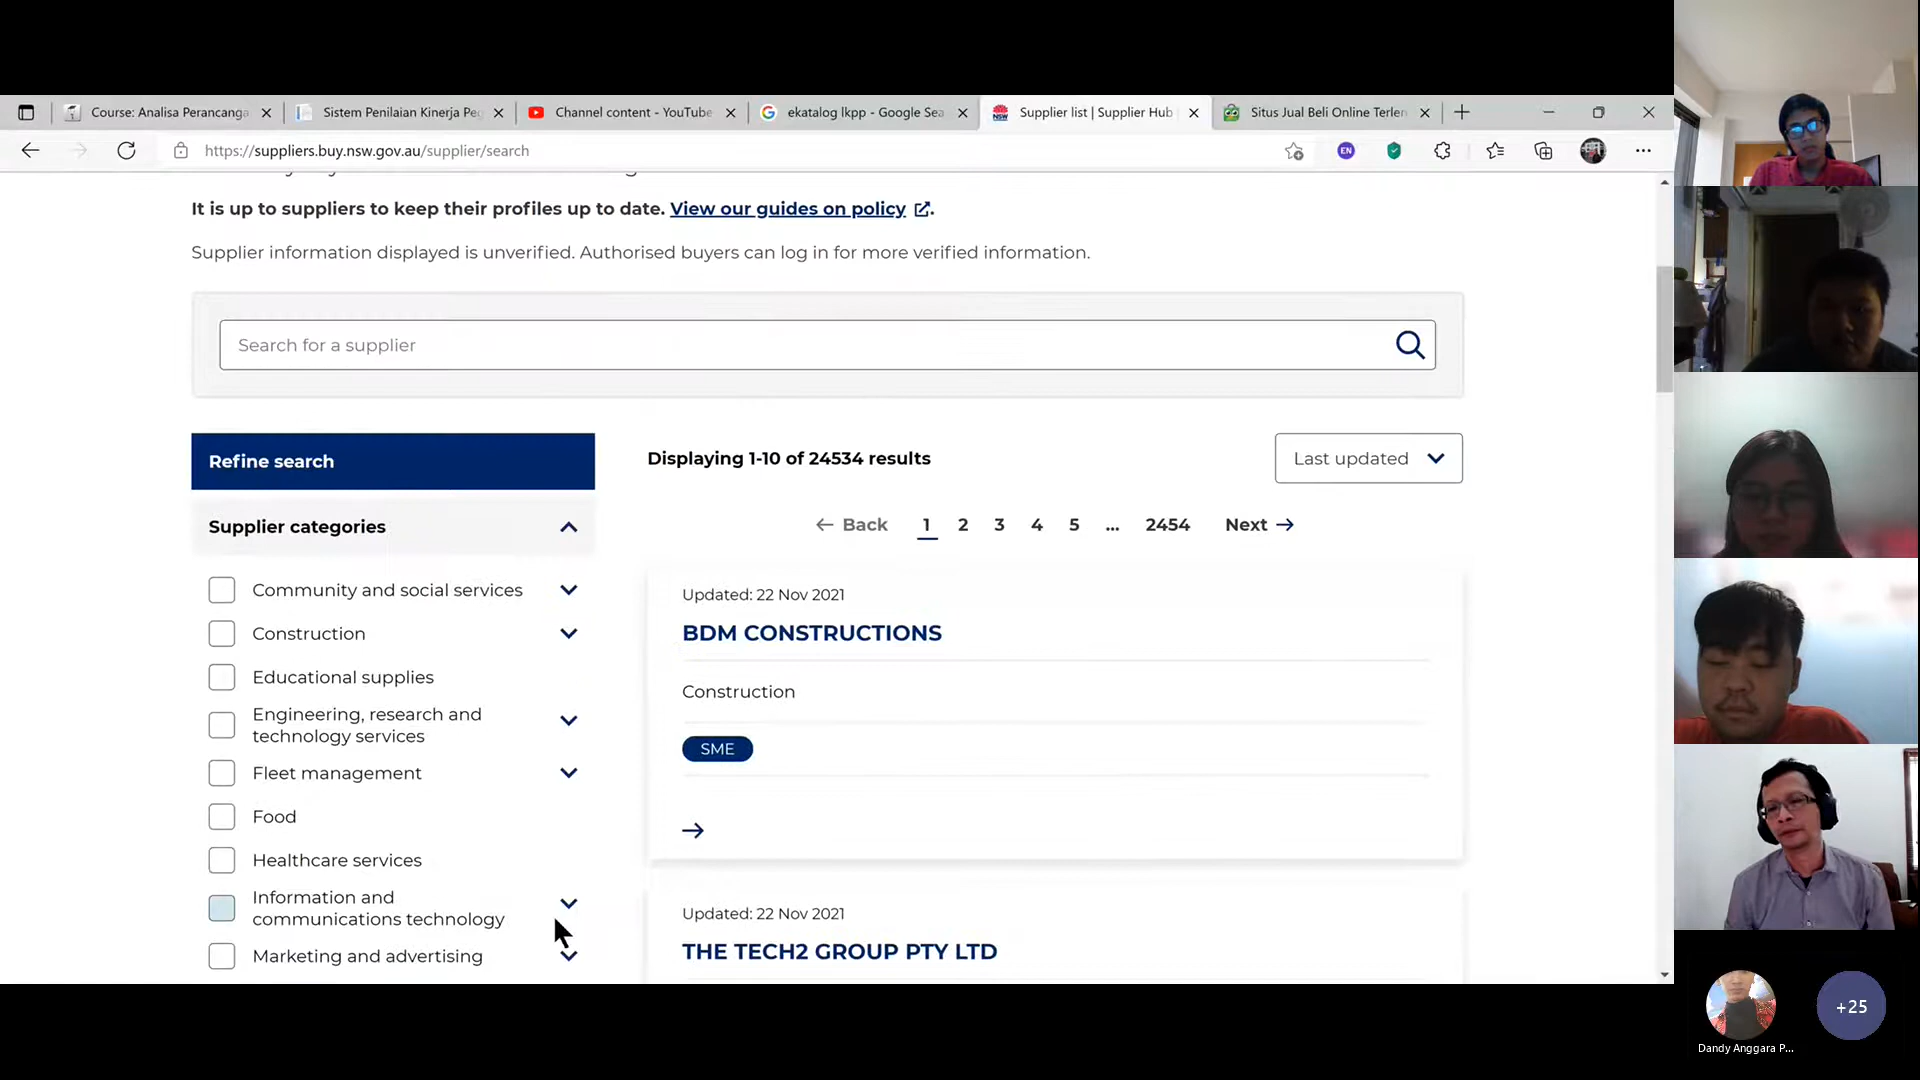 Course: Analisa Perancanga
Sistem Penilaian Kinerja Peg
Channel content - YouTube
ekatalog lkpp - Google Sea
Supplier list | Supplier Hub
Situs Jual Beli Online Terlen
https://suppliers.buy.nsw.gov.au/supplier/search
EN
It is up to suppliers to keep their profiles up to date. View our guides on policy.
Supplier information displayed is unverified. Authorised buyers can log in for more verified information.
Search for a supplier
Refine search
Displaying 1-10 of 24534 results
Last updated
Supplier categories
Back 1 2 3 4 5 ... 2454 Next
Community and social services
Construction
Educational supplies
Engineering, research and
technology services
Fleet management
Food
Healthcare services
Information and
communications technology
Marketing and advertising
Updated: 22 Nov 2021
BDM CONSTRUCTIONS
Construction
SME
Updated: 22 Nov 2021
THE TECH2 GROUP PTY LTD
+25
Dandy Anggara P...